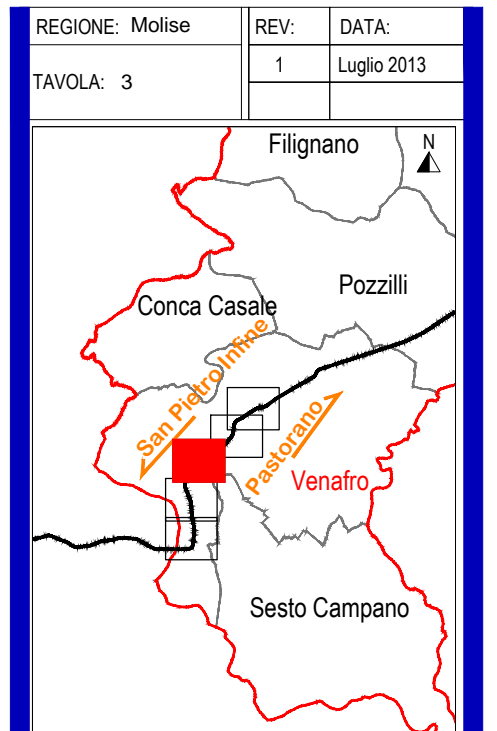 REGIONE: Molise
REV:
DATA:
TAVOLA: 3
1
Luglio 2013
Filignano
N
Pozzilli
Conca Casale
San Pietro Infine
Pastorano
Venafro
Sesto Campano